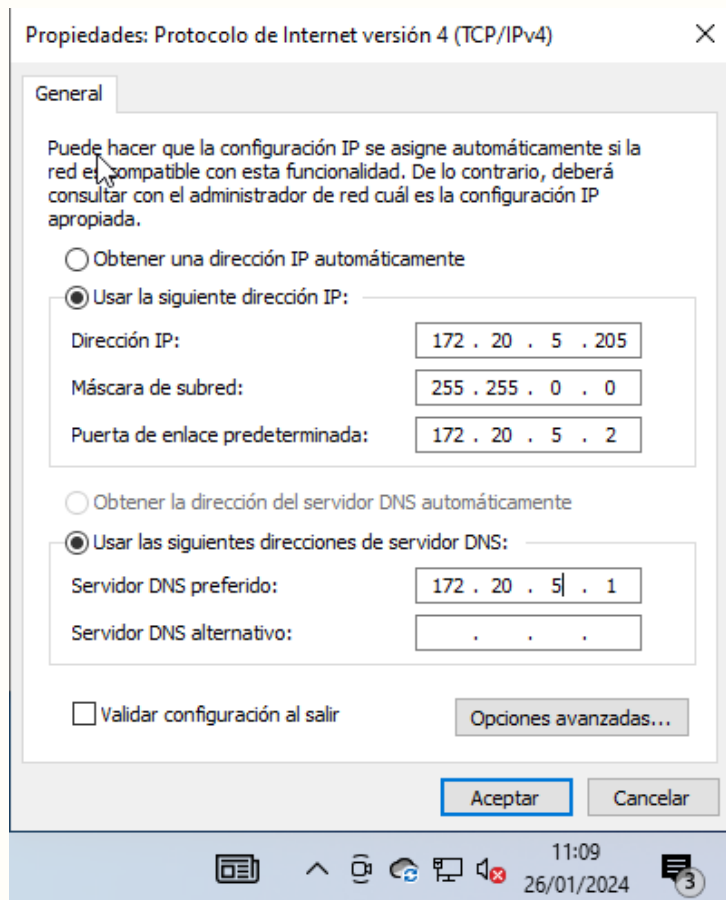 Propiedades: Protocolo de Internet versión 4 (TCP/IPv4)
General
Puede hacer que la configuración IP se asigne automáticamente si la
red es compatible con esta funcionalidad. De lo contrario, deberá
consultar con el administrador de red cuál es la configuración IP
apropiada.
Obtener una dirección IP automáticamente
Usar la siguiente dirección IP:
Dirección IP: 172 . 20 . 5 . 205
Máscara de subred: 255 . 255 . 0 . 0
Puerta de enlace predeterminada: 172 . 20 . 5 . 2
Obtener la dirección del servidor DNS automáticamente
Usar las siguientes direcciones de servidor DNS:
Servidor DNS preferido: 172 . 20 . 5 . 1
Servidor DNS alternativo: . . .
Validar configuración al salir
Opciones avanzadas...
Aceptar Cancelar
11:09
26/01/2024
3